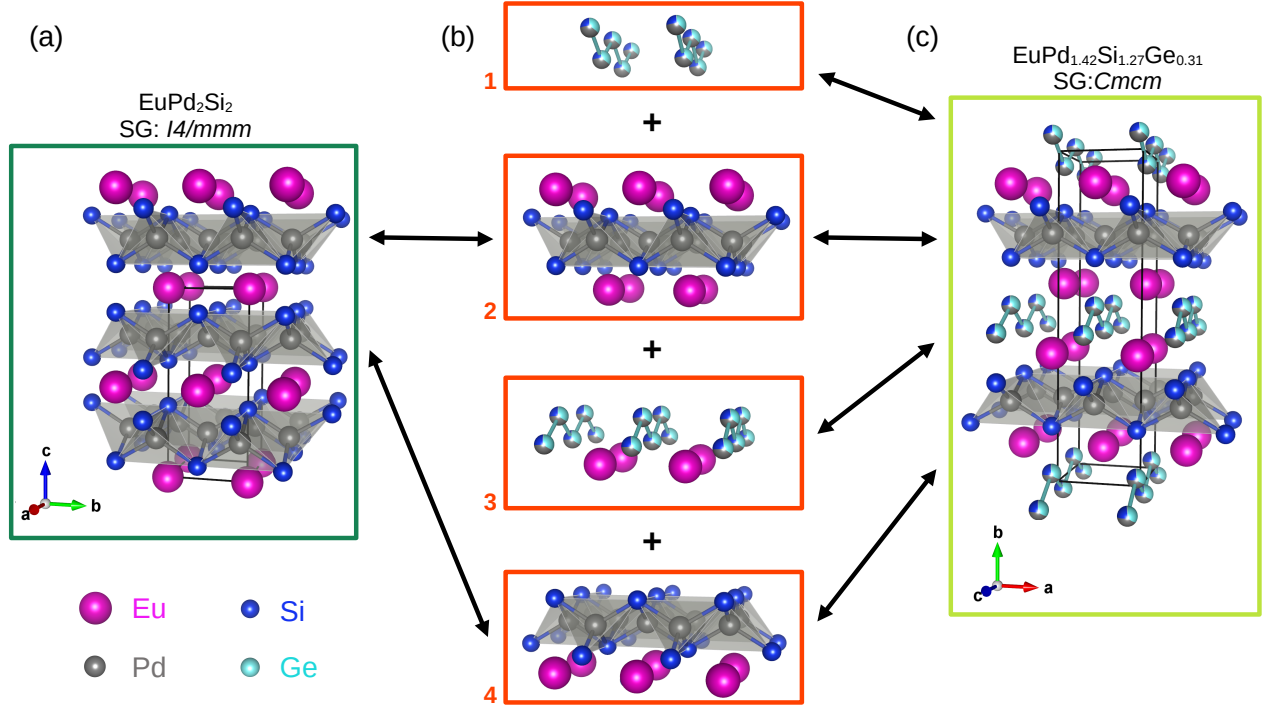 (a)
EuPd₂Si₂
SG: I4/mmm
c
b
a
Eu
Si
Pd
Ge
(b)
1
+
2
+
3
+
4
(c)
EuPd₁.₄₂Si₁.₂₇Ge₀.₃₁
SG:Cmcm
b
a
c